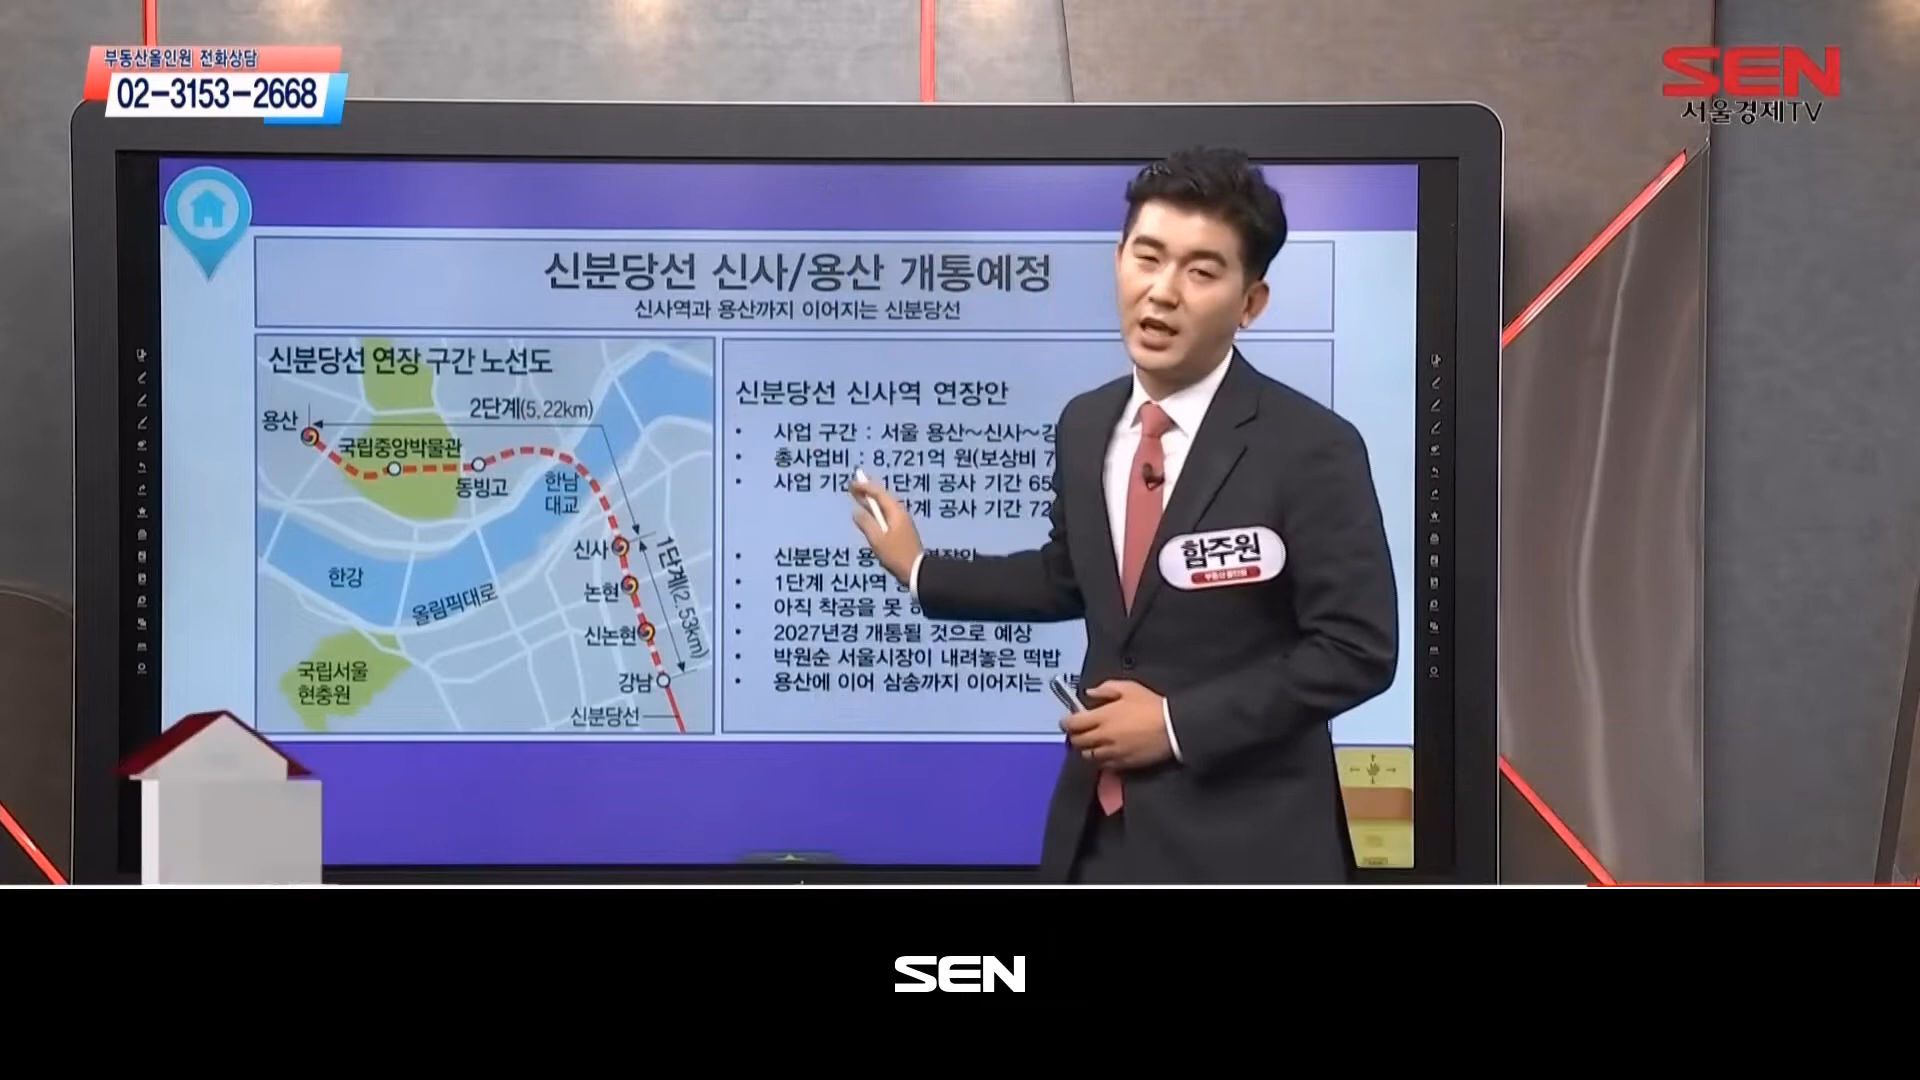 부동산올인원 전화상담
02-3153-2668
SEN
서울경제TV
신분당선 신사/용산 개통예정
신사역과 용산까지 이어지는 신분당선
신분당선 연장 구간 노선도
2단계(5.22km)
용산
국립중앙박물관
동빙고
한남
대교
신사
1단계(2.53km)
논현
한강
올림픽대로
신논현
국립서울
현충원
강남
신분당선
신분당선 신사역 연장안
• 사업 구간 : 서울 용산~신사~강
• 총사업비 : 8,721억 원(보상비 7
• 사업 기간 1단계 공사 기간 65
단계 공사 기간 72
• 신분당선 용
• 1단계 신사역
• 아직 착공을 못
• 2027년경 개통될 것으로 예상
• 박원순 서울시장이 내려놓은 떡밥
• 용산에 이어 삼송까지 이어지는
함주원
부동산올인원
SEN